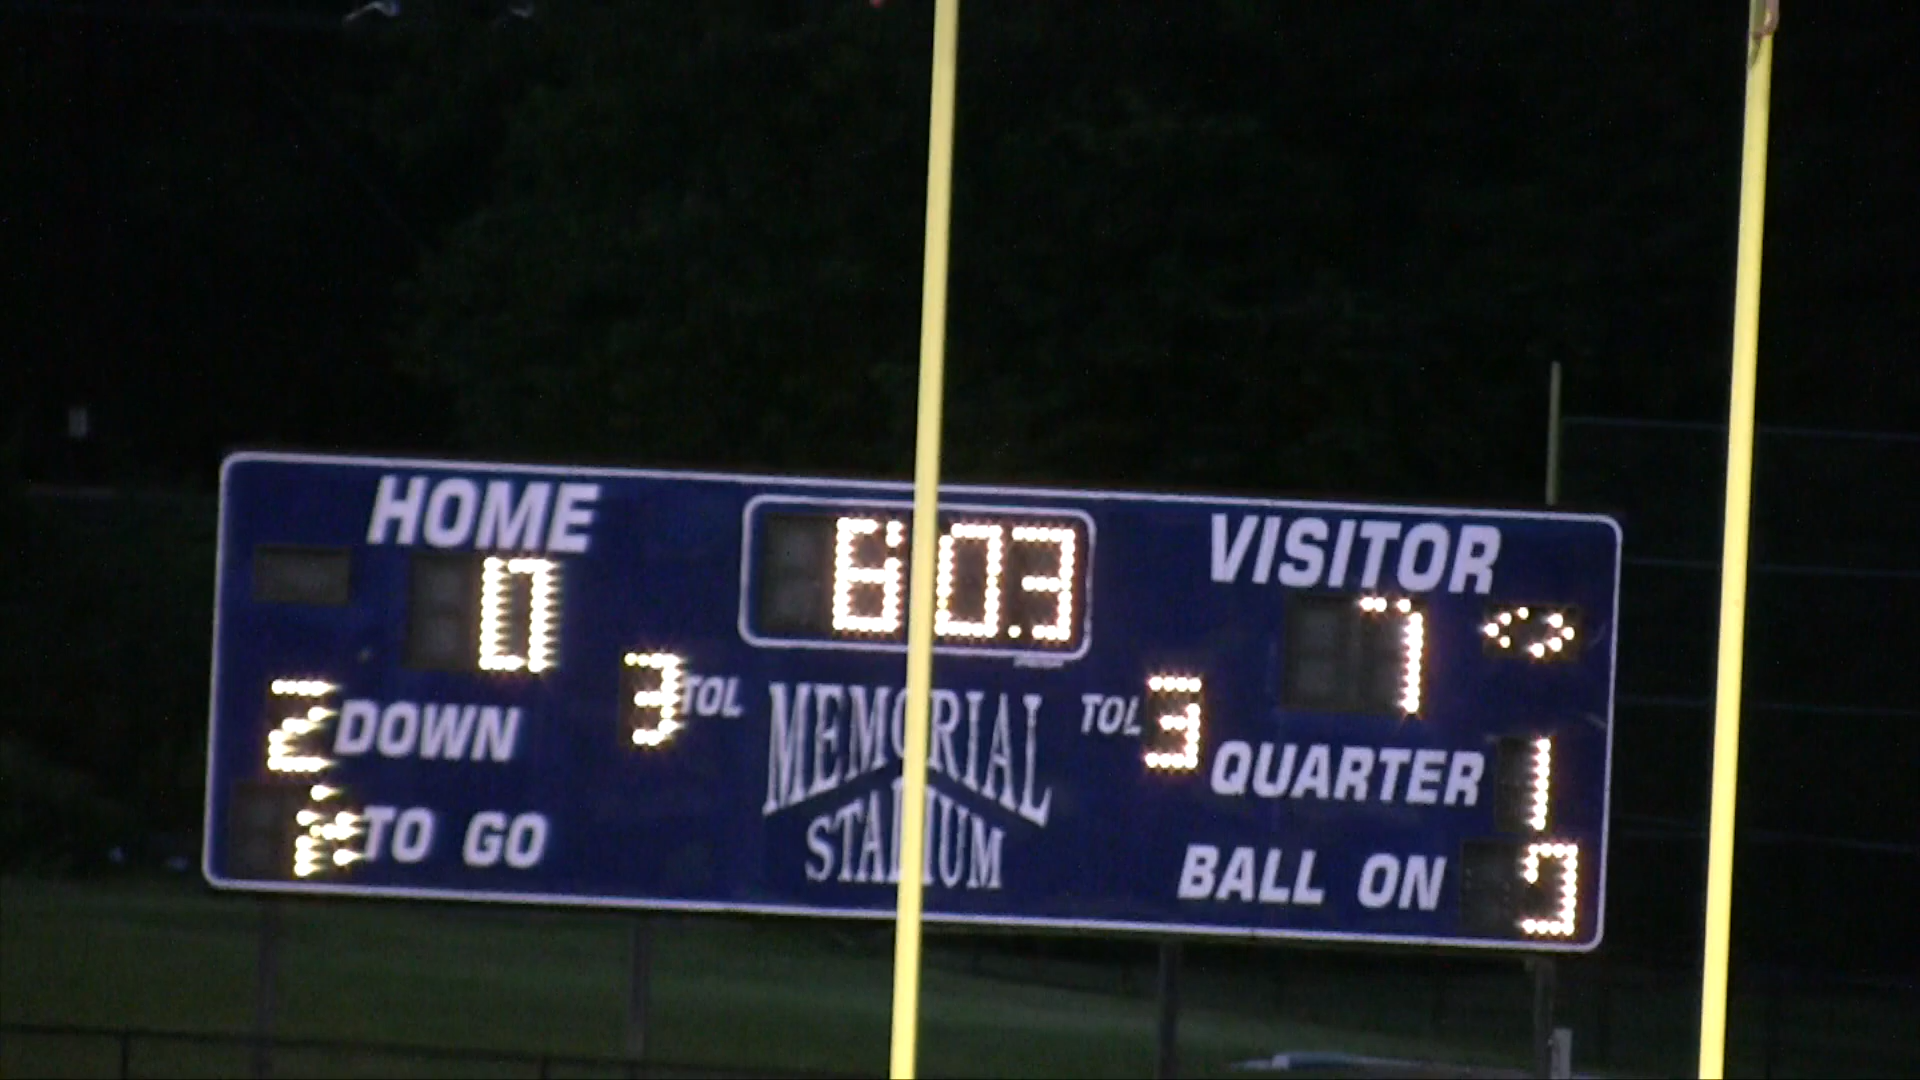 HOME 6:03 VISITOR
0 7
2 DOWN 3 TOL TOL 3 QUARTER 1
MEMORIAL
STADIUM
TO GO BALL ON